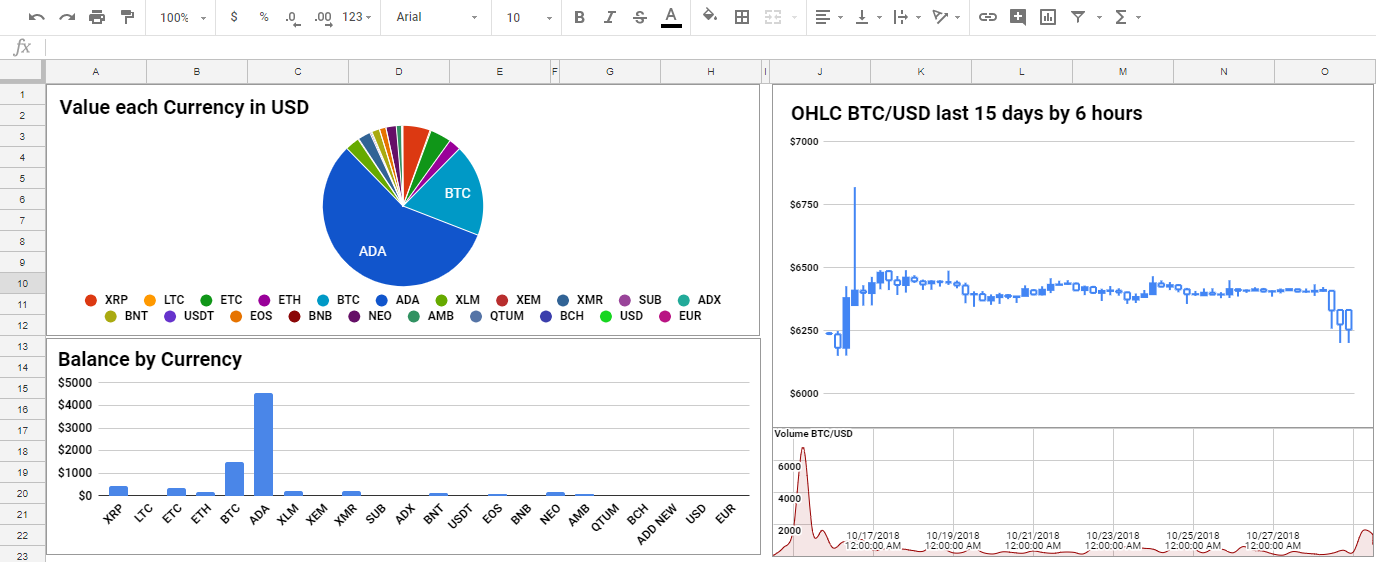 100% $ % .0 .00 123 Arial 10 B I S A
fx
A B C D E F G H I J K L M N O
1
2
3
4
5
6
7
8
9
10
11
12
13
14
15
16
17
18
19
20
21
22
23
Value each Currency in USD
BTC
ADA
XRP LTC ETC ETH BTC ADA XLM XEM XMR SUB ADX
BNT USDT EOS BNB NEO AMB QTUM BCH USD EUR
Balance by Currency
$5000
$4000
$3000
$2000
$1000
$0
XRP LTC ETC ETH BTC ADA XLM XEM XMR SUB ADX BNT USDT EOS BNB NEO AMB QTUM BCH ADD NEW USD EUR
OHLC BTC/USD last 15 days by 6 hours
$7000
$6750
$6500
$6250
$6000
Volume BTC/USD
6000
4000
2000
10/17/2018 10/19/2018 10/21/2018 10/23/2018 10/25/2018 10/27/2018
12:00:00 AM 12:00:00 AM 12:00:00 AM 12:00:00 AM 12:00:00 AM 12:00:00 AM